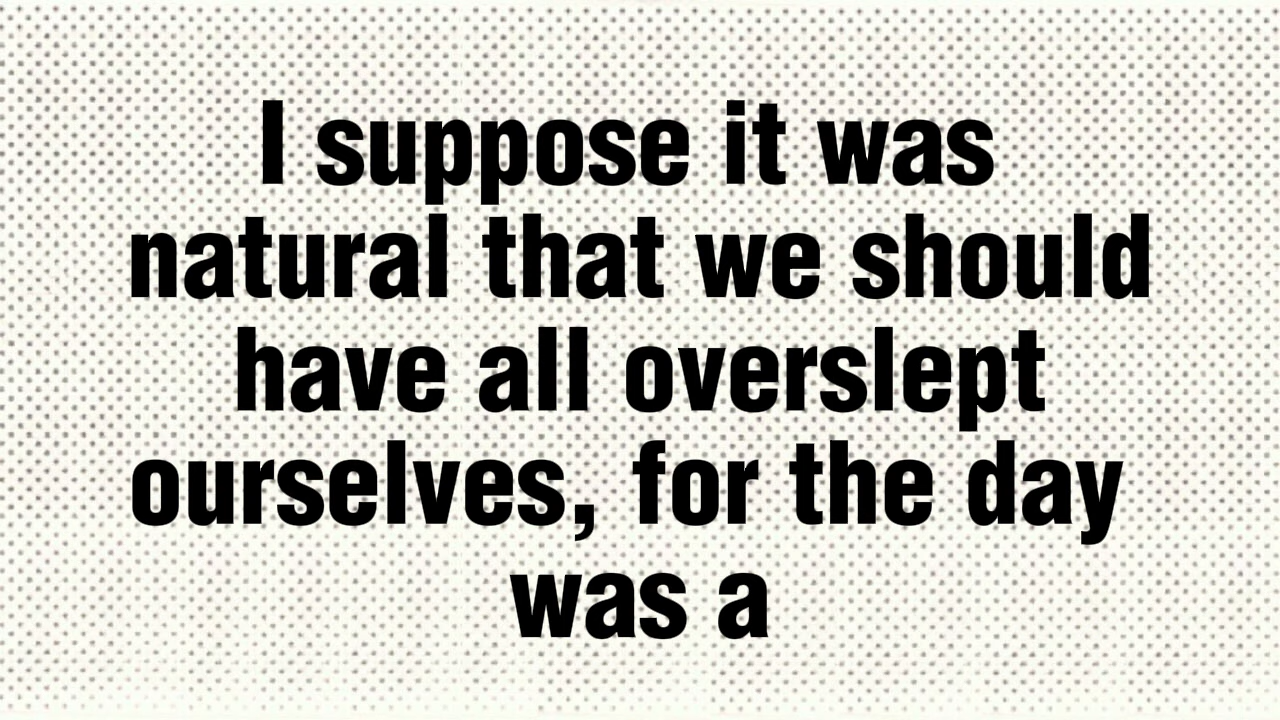 I suppose it was
natural that we should
have all overslept
ourselves, for the day
was a